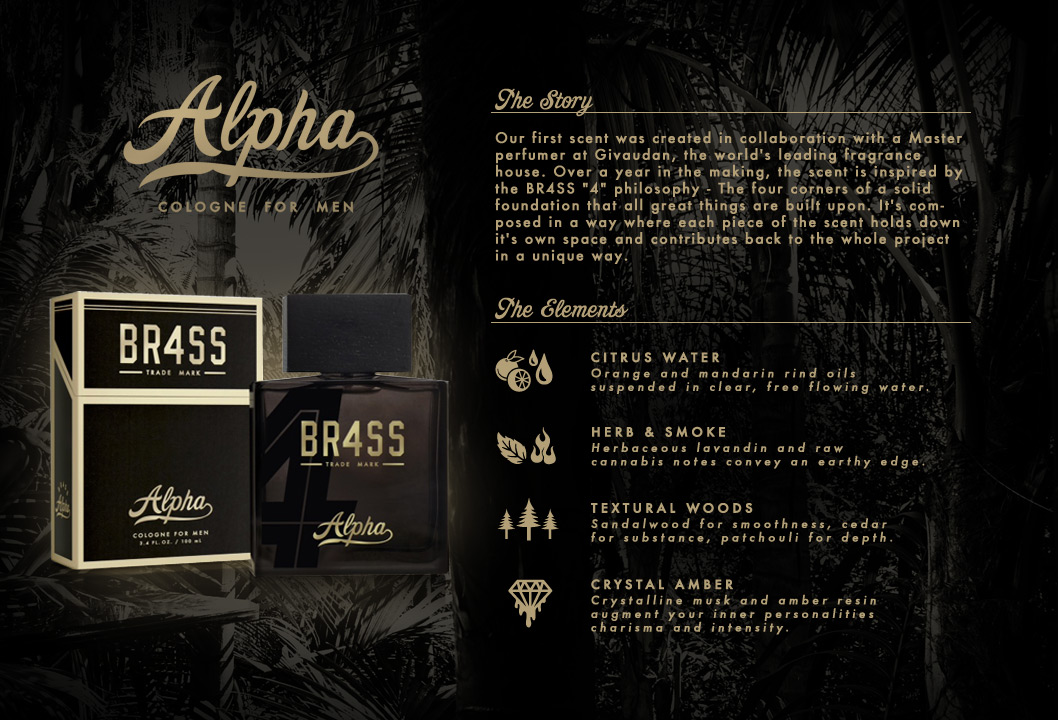 Alpha
COLOGNE FOR MEN
BR4SS
TRADE MARK
Alpha
COLOGNE FOR MEN
3.4 FL.OZ. / 100 mL
BR4SS
TRADE MARK
Alpha
The Story
Our first scent was created in collaboration with a Master
perfumer at Givaudan, the world's leading fragrance
house. Over a year in the making, the scent is inspired by
the BR4SS "4" philosophy - The four corners of a solid
foundation that all great things are built upon. It's com-
posed in a way where each piece of the scent holds down
it's own space and contributes back to the whole project
in a unique way.
The Elements
CITRUS WATER
Orange and mandarin rind oils
suspended in clear, free flowing water.
HERB & SMOKE
Herbaceous lavandin and raw
cannabis notes convey an earthy edge.
TEXTURAL WOODS
Sandalwood for smoothness, cedar
for substance, patchouli for depth.
CRYSTAL AMBER
Crystalline musk and amber resin
augment your inner personalities
charisma and intensity.